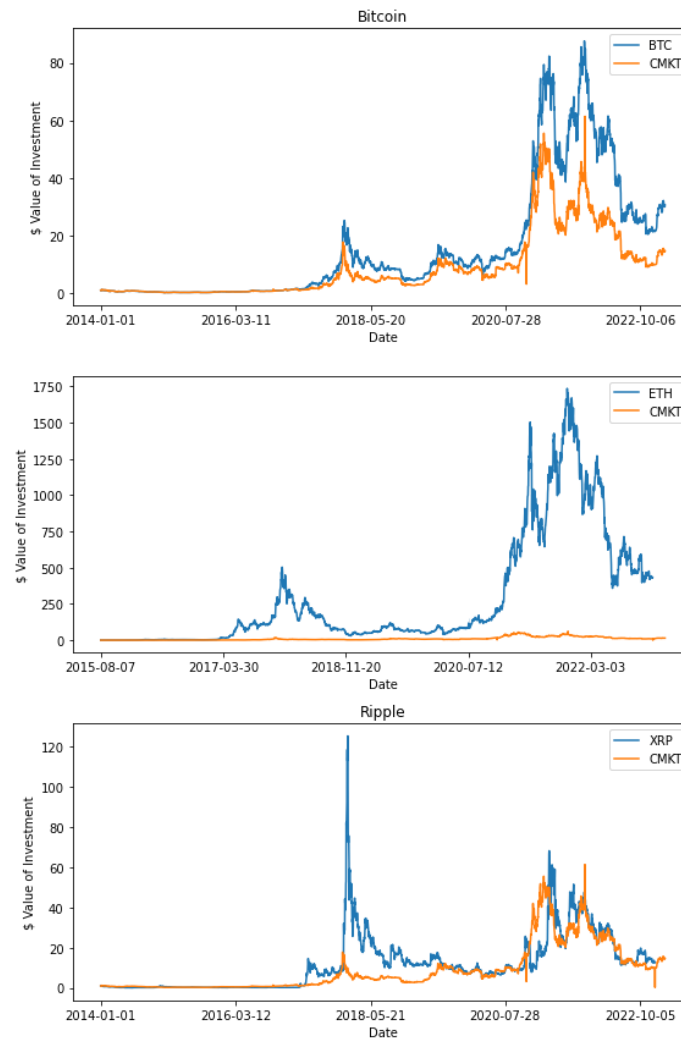 Bitcoin
BTC
CMKT
80
60
40
20
0
$ Value of Investment
2014-01-01 2016-03-11 2018-05-20 2020-07-28 2022-10-06
Date
ETH
CMKT
1750
1500
1250
1000
750
500
250
0
$ Value of Investment
2015-08-07 2017-03-30 2018-11-20 2020-07-12 2022-03-03
Date
Ripple
XRP
CMKT
120
100
80
60
40
20
0
$ Value of Investment
2014-01-01 2016-03-12 2018-05-21 2020-07-28 2022-10-05
Date